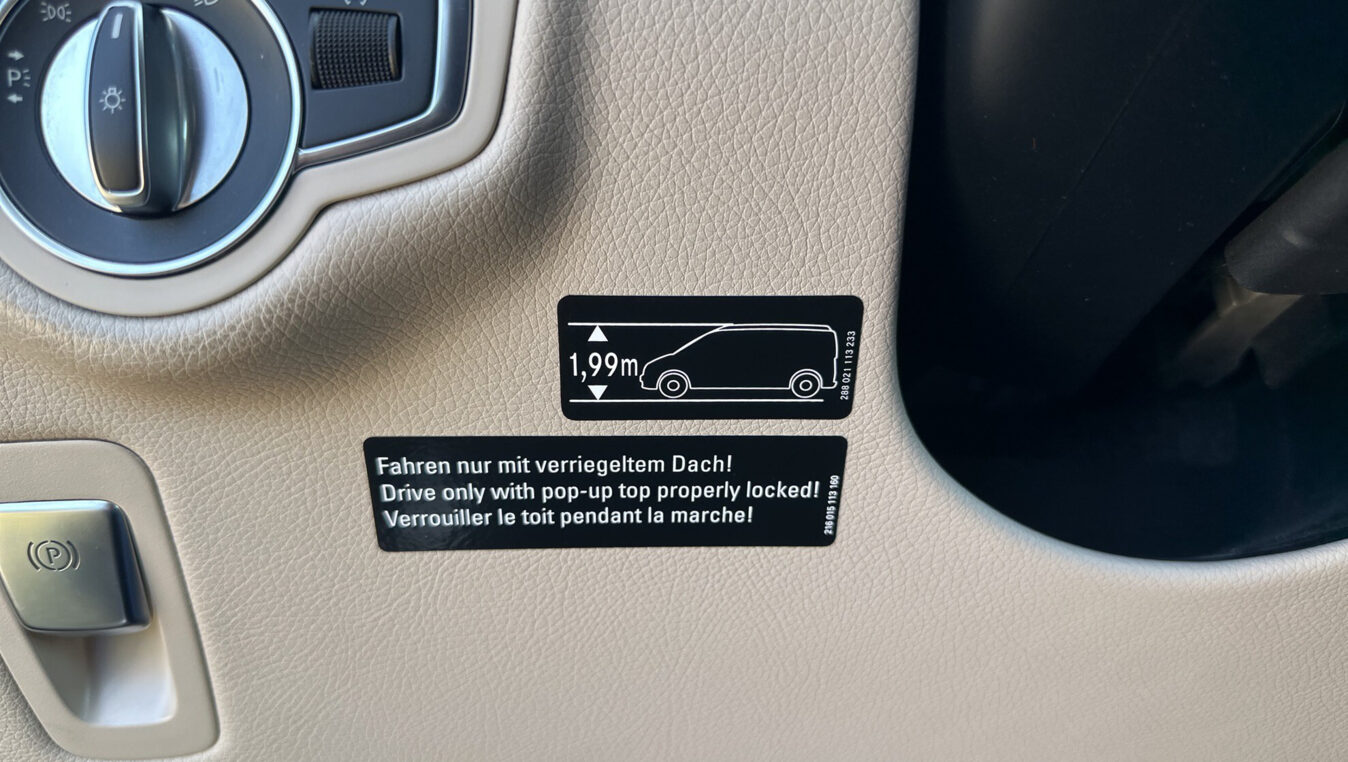 P
1,99m
288 021 113 233
Fahren nur mit verriegeltem Dach!
Drive only with pop-up top properly locked!
Verrouiller le toit pendant la marche!
216 015 113 160
P